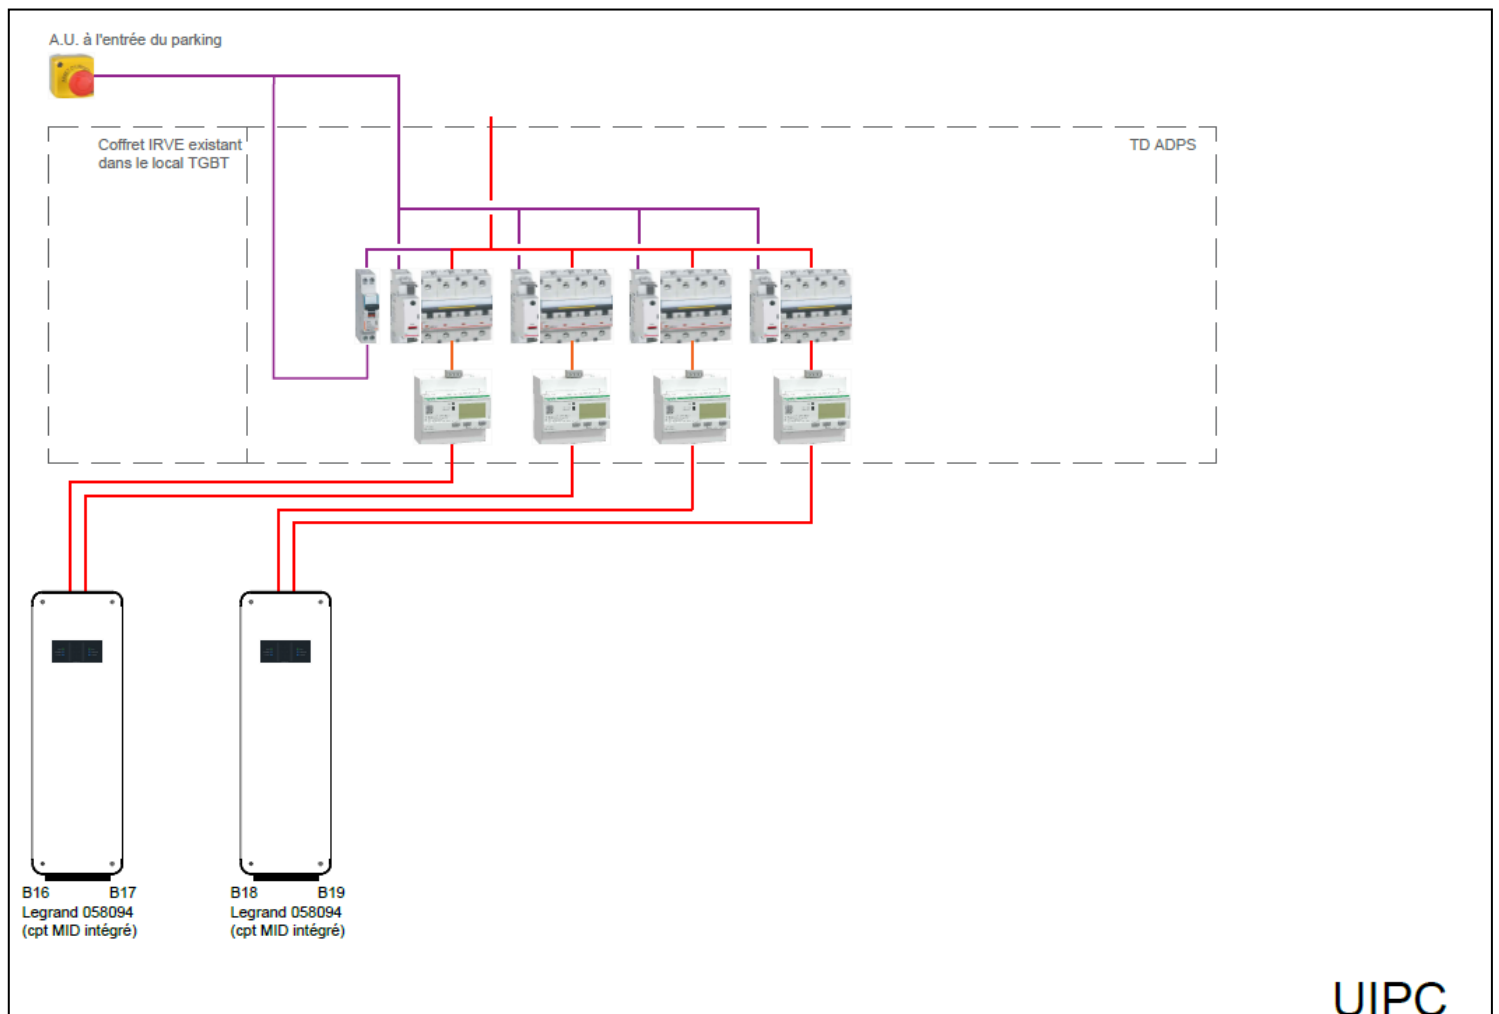 A.U. à l'entrée du parking
Coffret IRVE existant
dans le local TGBT
TD ADPS
B16 B17
Legrand 058094
(cpt MID intégré)
B18 B19
Legrand 058094
(cpt MID intégré)
UIPC